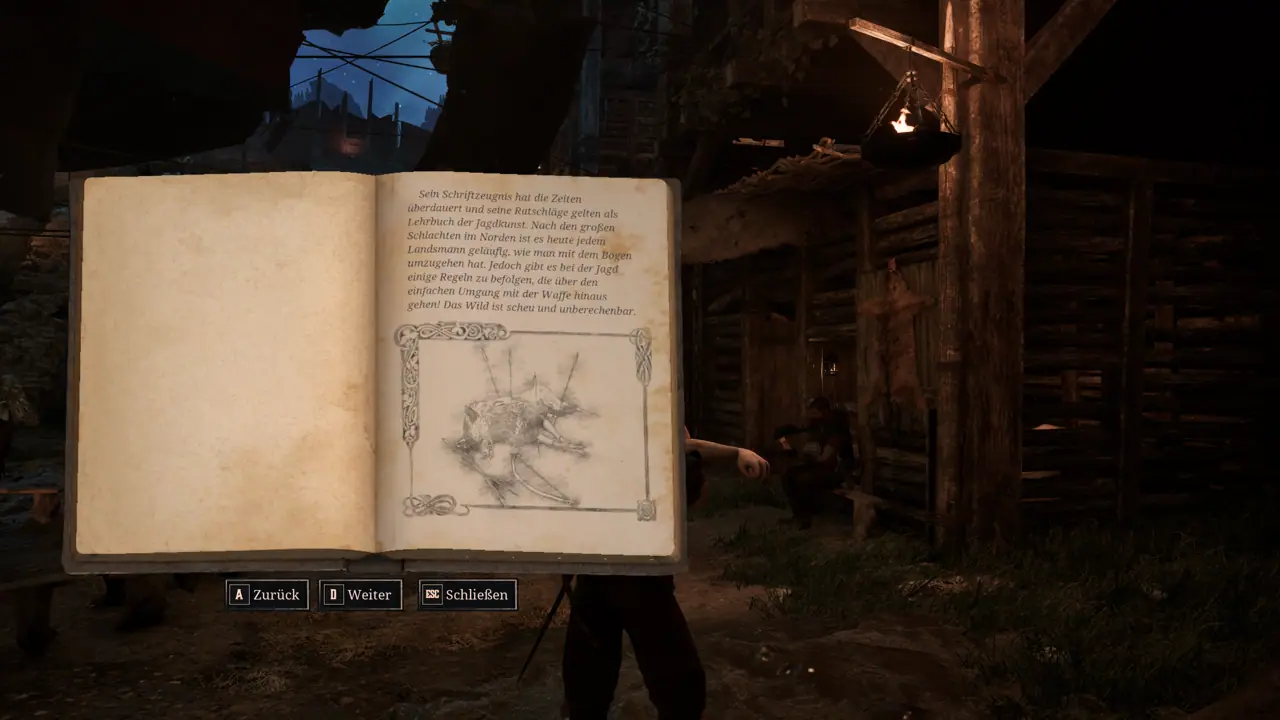 Sein Schriftzeugnis hat die Zeiten
überdauert und seine Ratschläge gelten als
Lehrbuch der Jagdkunst. Nach den großen
Schlachten im Norden ist es heute jedem
Landsmann geläufig, wie man mit dem Bogen
umzugehen hat. Jedoch gibt es bei der Jagd
einige Regeln zu befolgen, die über den
einfachen Umgang mit der Waffe hinaus
gehen! Das Wild ist scheu und unberechenbar.
A Zurück
D Weiter
ESC Schließen